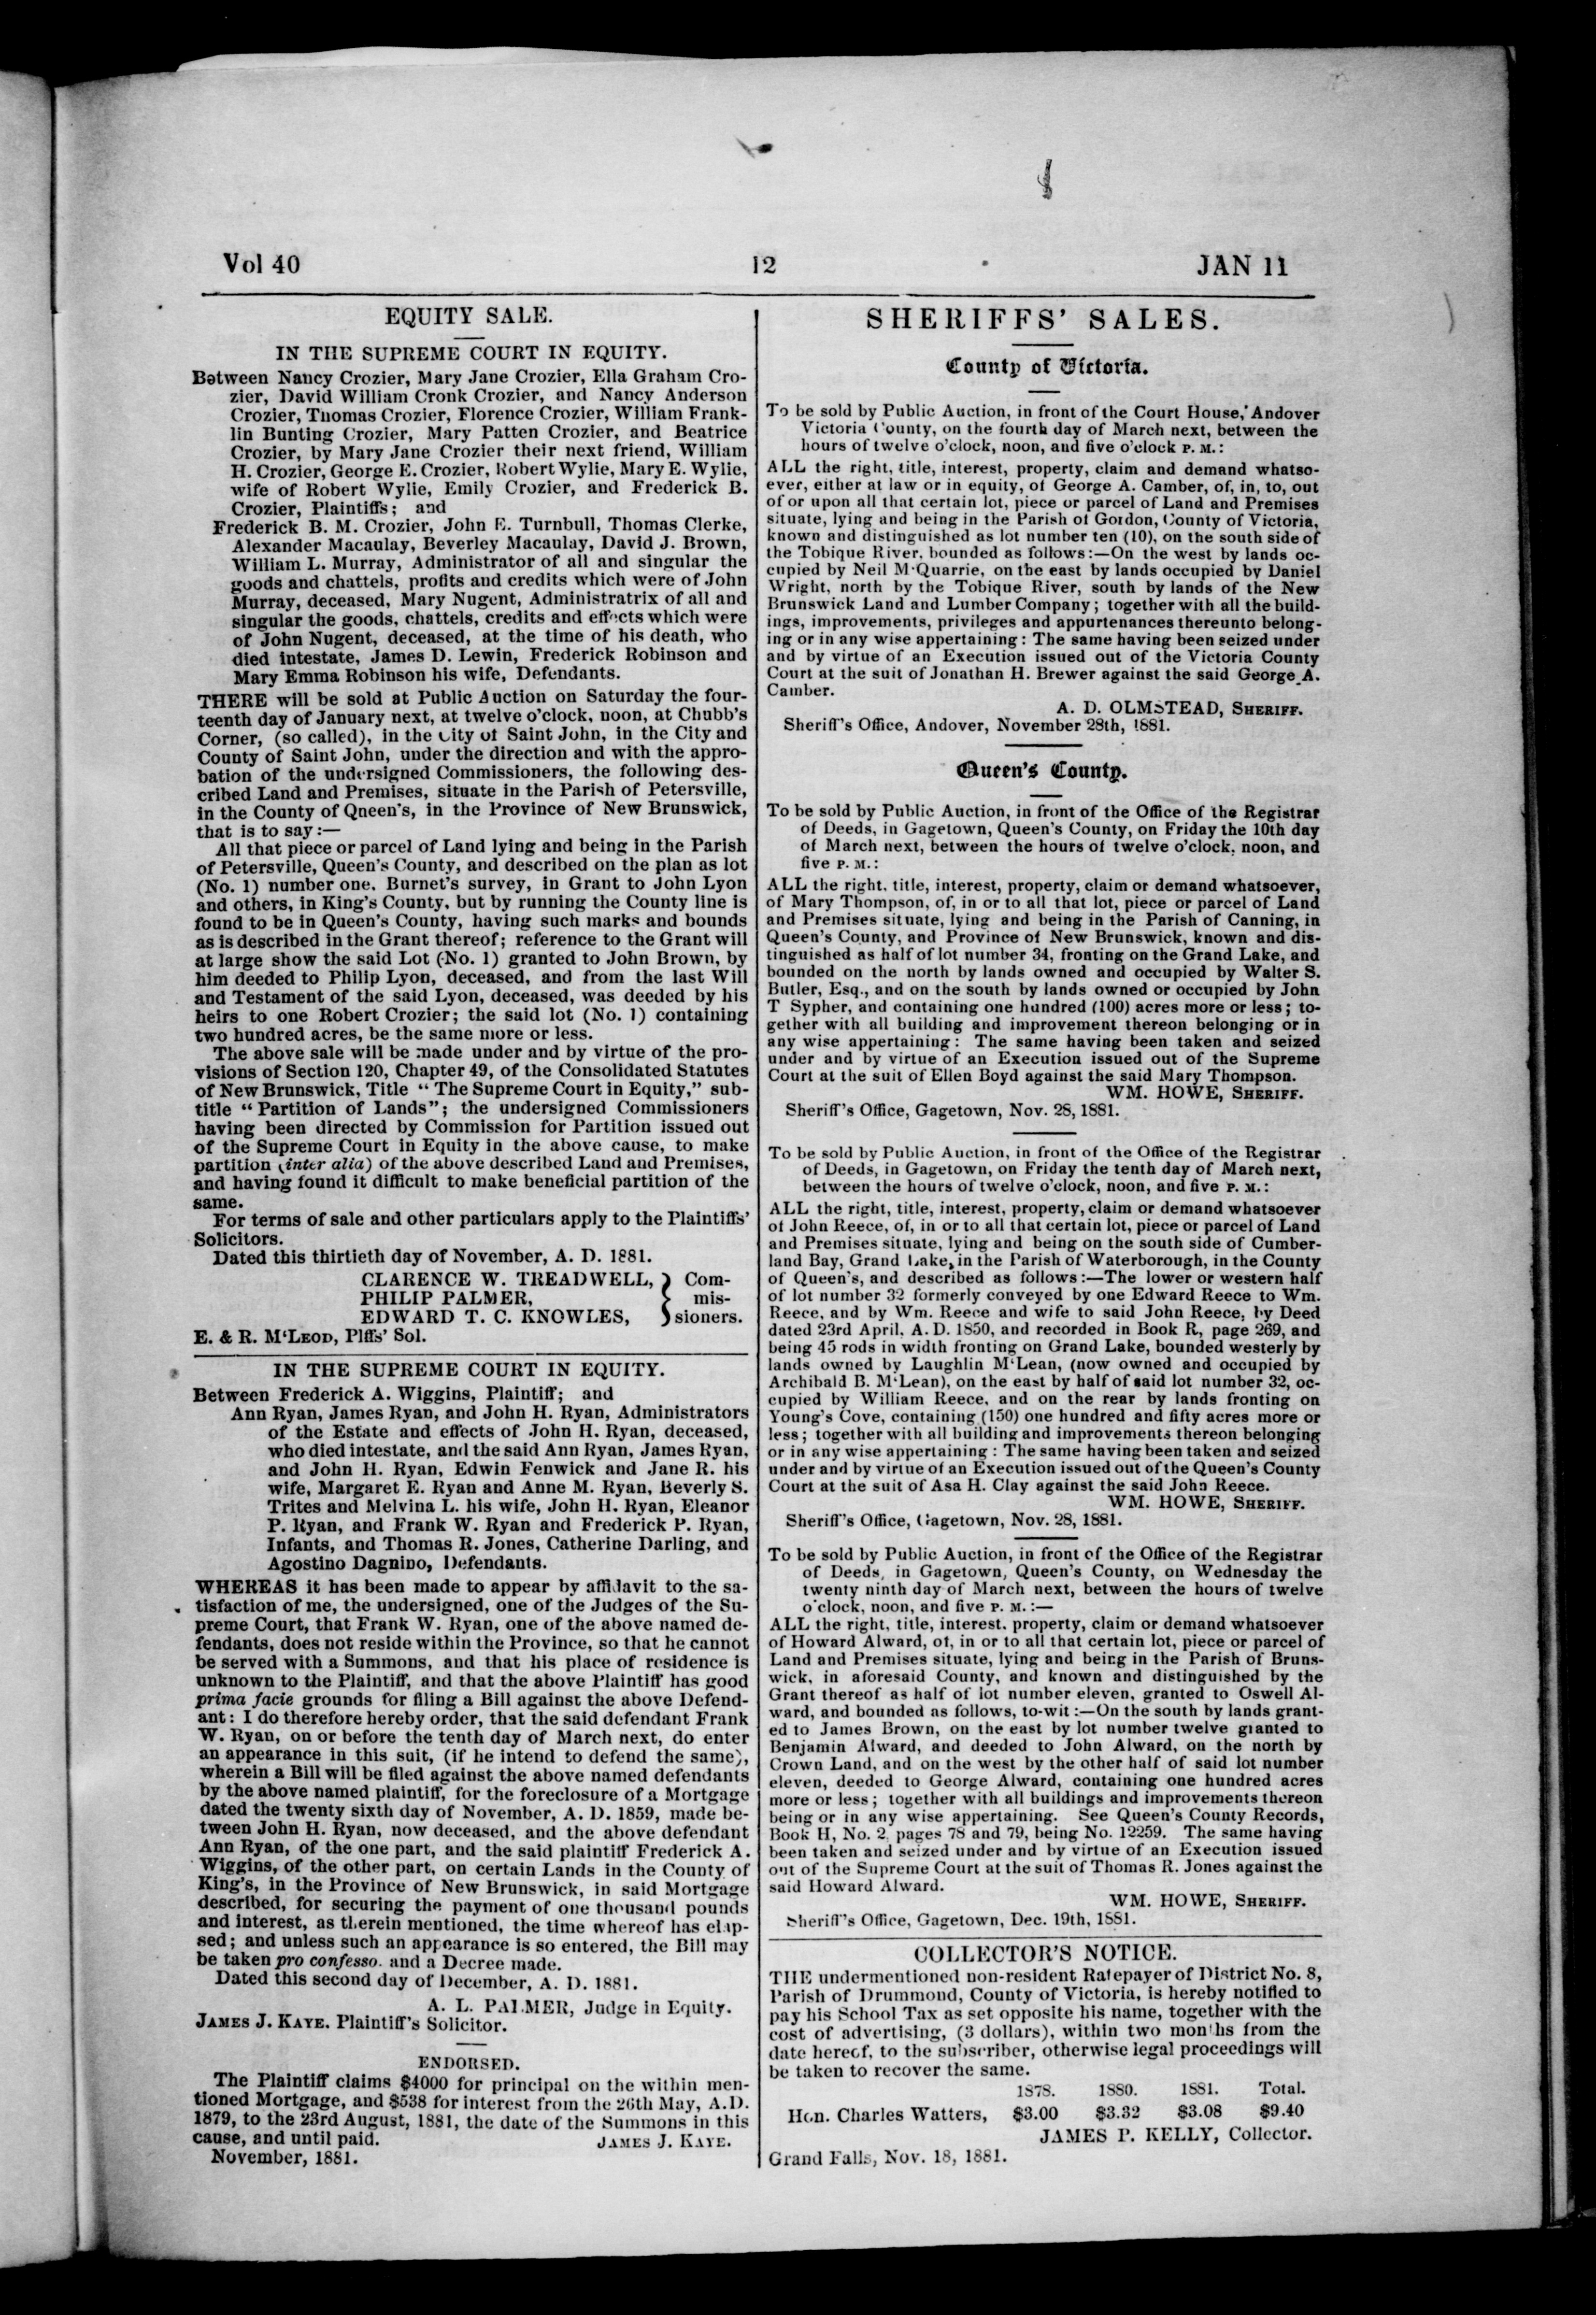 Vol 40
12
JAN 11
EQUITY SALE.
IN THE SUPREME COURT IN EQUITY.
Between Nancy Crozier, Mary Jane Crozier, Ella Graham Cro-
zier, David William Cronk Crozier, and Nancy Anderson
Crozier, Thomas Crozier, Florence Crozier, William Frank-
lin Bunting Crozier, Mary Patten Crozier, and Beatrice
Crozier, by Mary Jane Crozier their next friend, William
H. Crozier, George E. Crozier, Robert Wylie, Mary E. Wylie,
wife of Robert Wylie, Emily Crozier, and Frederick B.
Crozier, Plaintiffs; and
Frederick B. M. Crozier, John E. Turnbull, Thomas Clerke,
Alexander Macaulay, Beverley Macaulay, David J. Brown,
William L. Murray, Administrator of all and singular the
goods and chattels, profits and credits which were of John
Murray, deceased, Mary Nugent, Administratrix of all and
singular the goods, chattels, credits and effects which were
of John Nugent, deceased, at the time of his death, who
died intestate, James D. Lewin, Frederick Robinson and
Mary Emma Robinson his wife, Defendants.
THERE will be sold at Public Auction on Saturday the four-
teenth day of January next, at twelve o'clock, noon, at Chubb's
Corner, (so called), in the City of Saint John, in the City and
County of Saint John, under the direction and with the appro-
bation of the undersigned Commissioners, the following des-
cribed Land and Premises, situate in the Parish of Petersville,
in the County of Qneen's, in the Province of New Brunswick,
that is to say:—
All that piece or parcel of Land lying and being in the Parish
of Petersville, Queen's County, and described on the plan as lot
(No. 1) number one, Burnet's survey, in Grant to John Lyon
and others, in King's County, but by running the County line is
found to be in Queen's County, having such marks and bounds
as is described in the Grant thereof; reference to the Grant will
at large show the said Lot (No. 1) granted to John Brown, by
him deeded to Philip Lyon, deceased, and from the last Will
and Testament of the said Lyon, deceased, was deeded by his
heirs to one Robert Crozier; the said lot (No. 1) containing
two hundred acres, be the same more or less.
The above sale will be made under and by virtue of the pro-
visions of Section 120, Chapter 49, of the Consolidated Statutes
of New Brunswick, Title "The Supreme Court in Equity," sub-
title "Partition of Lands"; the undersigned Commissioners
having been directed by Commission for Partition issued out
of the Supreme Court in Equity in the above cause, to make
partition (inter alia) of the above described Land and Premises,
and having found it difficult to make beneficial partition of the
same.
For terms of sale and other particulars apply to the Plaintiffs'
Solicitors.
Dated this thirtieth day of November, A. D. 1881.
CLARENCE W. TREADWELL, } Com-
PHILIP PALMER, } mis-
EDWARD T. C. KNOWLES, } sioners.
E. & R. M'LEOD, Plffs' Sol.
IN THE SUPREME COURT IN EQUITY.
Between Frederick A. Wiggins, Plaintiff; and
Ann Ryan, James Ryan, and John H. Ryan, Administrators
of the Estate and effects of John H. Ryan, deceased,
who died intestate, and the said Ann Ryan, James Ryan,
and John H. Ryan, Edwin Fenwick and Jane R. his
wife, Margaret E. Ryan and Anne M. Ryan, Beverly S.
Trites and Melvina L. his wife, John H. Ryan, Eleanor
P. Ryan, and Frank W. Ryan and Frederick P. Ryan,
Infants, and Thomas R. Jones, Catherine Darling, and
Agostino Dagnino, Defendants.
WHEREAS it has been made to appear by affidavit to the sa-
tisfaction of me, the undersigned, one of the Judges of the Su-
preme Court, that Frank W. Ryan, one of the above named de-
fendants, does not reside within the Province, so that he cannot
be served with a Summons, and that his place of residence is
unknown to the Plaintiff, and that the above Plaintiff has good
prima facie grounds for filing a Bill against the above Defend-
ant: I do therefore hereby order, that the said defendant Frank
W. Ryan, on or before the tenth day of March next, do enter
an appearance in this suit, (if he intend to defend the same),
wherein a Bill will be filed against the above named defendants
by the above named plaintiff, for the foreclosure of a Mortgage
dated the twenty sixth day of November, A. D. 1859, made be-
tween John H. Ryan, now deceased, and the above defendant
Ann Ryan, of the one part, and the said plaintiff Frederick A.
Wiggins, of the other part, on certain Lands in the County of
King's, in the Province of New Brunswick, in said Mortgage
described, for securing the payment of one thousand pounds
and interest, as therein mentioned, the time whereof has elap-
sed; and unless such an appearance is so entered, the Bill may
be taken pro confesso. and a Decree made.
Dated this second day of December, A. D. 1881.
A. L. PALMER, Judge in Equity.
JAMES J. KAYE. Plaintiff's Solicitor.
ENDORSED.
The Plaintiff claims $4000 for principal on the within men-
tioned Mortgage, and $538 for interest from the 26th May, A.D.
1879, to the 23rd August, 1881, the date of the Summons in this
cause, and until paid. JAMES J. KAYE.
November, 1881.
SHERIFFS' SALES.
County of Victoria.
To be sold by Public Auction, in front of the Court House, Andover
Victoria County, on the fourth day of March next, between the
hours of twelve o'clock, noon, and five o'clock P. M.:
ALL the right, title, interest, property, claim and demand whatso-
ever, either at law or in equity, of George A. Camber, of, in, to, out
of or upon all that certain lot, piece or parcel of Land and Premises
situate, lying and being in the Parish of Gordon, County of Victoria,
known and distinguished as lot number ten (10), on the south side of
the Tobique River, bounded as follows:—On the west by lands oc-
cupied by Neil M'Quarrie, on the east by lands occupied by Daniel
Wright, north by the Tobique River, south by lands of the New
Brunswick Land and Lumber Company; together with all the build-
ings, improvements, privileges and appurtenances thereunto belong-
ing or in any wise appertaining: The same having been seized under
and by virtue of an Execution issued out of the Victoria County
Court at the suit of Jonathan H. Brewer against the said George A.
Camber.
A. D. OLMSTEAD, SHERIFF.
Sheriff's Office, Andover, November 28th, 1881.
Queen's County.
To be sold by Public Auction, in front of the Office of the Registrar
of Deeds, in Gagetown, Queen's County, on Friday the 10th day
of March next, between the hours of twelve o'clock, noon, and
five P. M.:
ALL the right, title, interest, property, claim or demand whatsoever,
of Mary Thompson, of, in or to all that lot, piece or parcel of Land
and Premises situate, lying and being in the Parish of Canning, in
Queen's County, and Province of New Brunswick, known and dis-
tinguished as half of lot number 34, fronting on the Grand Lake, and
bounded on the north by lands owned and occupied by Walter S.
Butler, Esq., and on the south by lands owned or occupied by John
T Sypher, and containing one hundred (100) acres more or less; to-
gether with all building and improvement thereon belonging or in
any wise appertaining: The same having been taken and seized
under and by virtue of an Execution issued out of the Supreme
Court at the suit of Ellen Boyd against the said Mary Thompson.
WM. HOWE, SHERIFF.
Sheriff's Office, Gagetown, Nov. 28, 1881.
To be sold by Public Auction, in front of the Office of the Registrar
of Deeds, in Gagetown, on Friday the tenth day of March next,
between the hours of twelve o'clock, noon, and five P. M.:
ALL the right, title, interest, property, claim or demand whatsoever
of John Reece, of, in or to all that certain lot, piece or parcel of Land
and Premises situate, lying and being on the south side of Cumber-
land Bay, Grand Lake, in the Parish of Waterborough, in the County
of Queen's, and described as follows:—The lower or western half
of lot number 32 formerly conveyed by one Edward Reece to Wm.
Reece, and by Wm. Reece and wife to said John Reece, by Deed
dated 23rd April, A. D. 1850, and recorded in Book R, page 269, and
being 45 rods in width fronting on Grand Lake, bounded westerly by
lands owned by Laughlin M'Lean, (now owned and occupied by
Archibald B. M'Lean), on the east by half of said lot number 32, oc-
cupied by William Reece, and on the rear by lands fronting on
Young's Cove, containing (150) one hundred and fifty acres more or
less; together with all building and improvements thereon belonging
or in any wise appertaining: The same having been taken and seized
under and by virtue of an Execution issued out of the Queen's County
Court at the suit of Asa H. Clay against the said John Reece.
WM. HOWE, SHERIFF.
Sheriff's Office, Gagetown, Nov. 28, 1881.
To be sold by Public Auction, in front of the Office of the Registrar
of Deeds, in Gagetown, Queen's County, on Wednesday the
twenty ninth day of March next, between the hours of twelve
o'clock, noon, and five P. M.:—
ALL the right, title, interest, property, claim or demand whatsoever
of Howard Alward, of, in or to all that certain lot, piece or parcel of
Land and Premises situate, lying and being in the Parish of Bruns-
wick, in aforesaid County, and known and distinguished by the
Grant thereof as half of lot number eleven, granted to Oswell Al-
ward, and bounded as follows, to-wit:—On the south by lands grant-
ed to James Brown, on the east by lot number twelve granted to
Benjamin Alward, and deeded to John Alward, on the north by
Crown Land, and on the west by the other half of said lot number
eleven, deeded to George Alward, containing one hundred acres
more or less; together with all buildings and improvements thereon
being or in any wise appertaining. See Queen's County Records,
Book H, No. 2, pages 78 and 79, being No. 12259. The same having
been taken and seized under and by virtue of an Execution issued
out of the Supreme Court at the suit of Thomas R. Jones against the
said Howard Alward.
WM. HOWE, SHERIFF.
Sheriff's Office, Gagetown, Dec. 19th, 1881.
COLLECTOR'S NOTICE.
THE undermentioned non-resident Ratepayer of District No. 8,
Parish of Drummond, County of Victoria, is hereby notified to
pay his School Tax as set opposite his name, together with the
cost of advertising, (3 dollars), within two months from the
date hereof, to the subscriber, otherwise legal proceedings will
be taken to recover the same.
1878. 1880. 1881. Total.
Hon. Charles Watters, $3.00 $3.32 $3.08 $9.40
JAMES P. KELLY, Collector.
Grand Falls, Nov. 18, 1881.